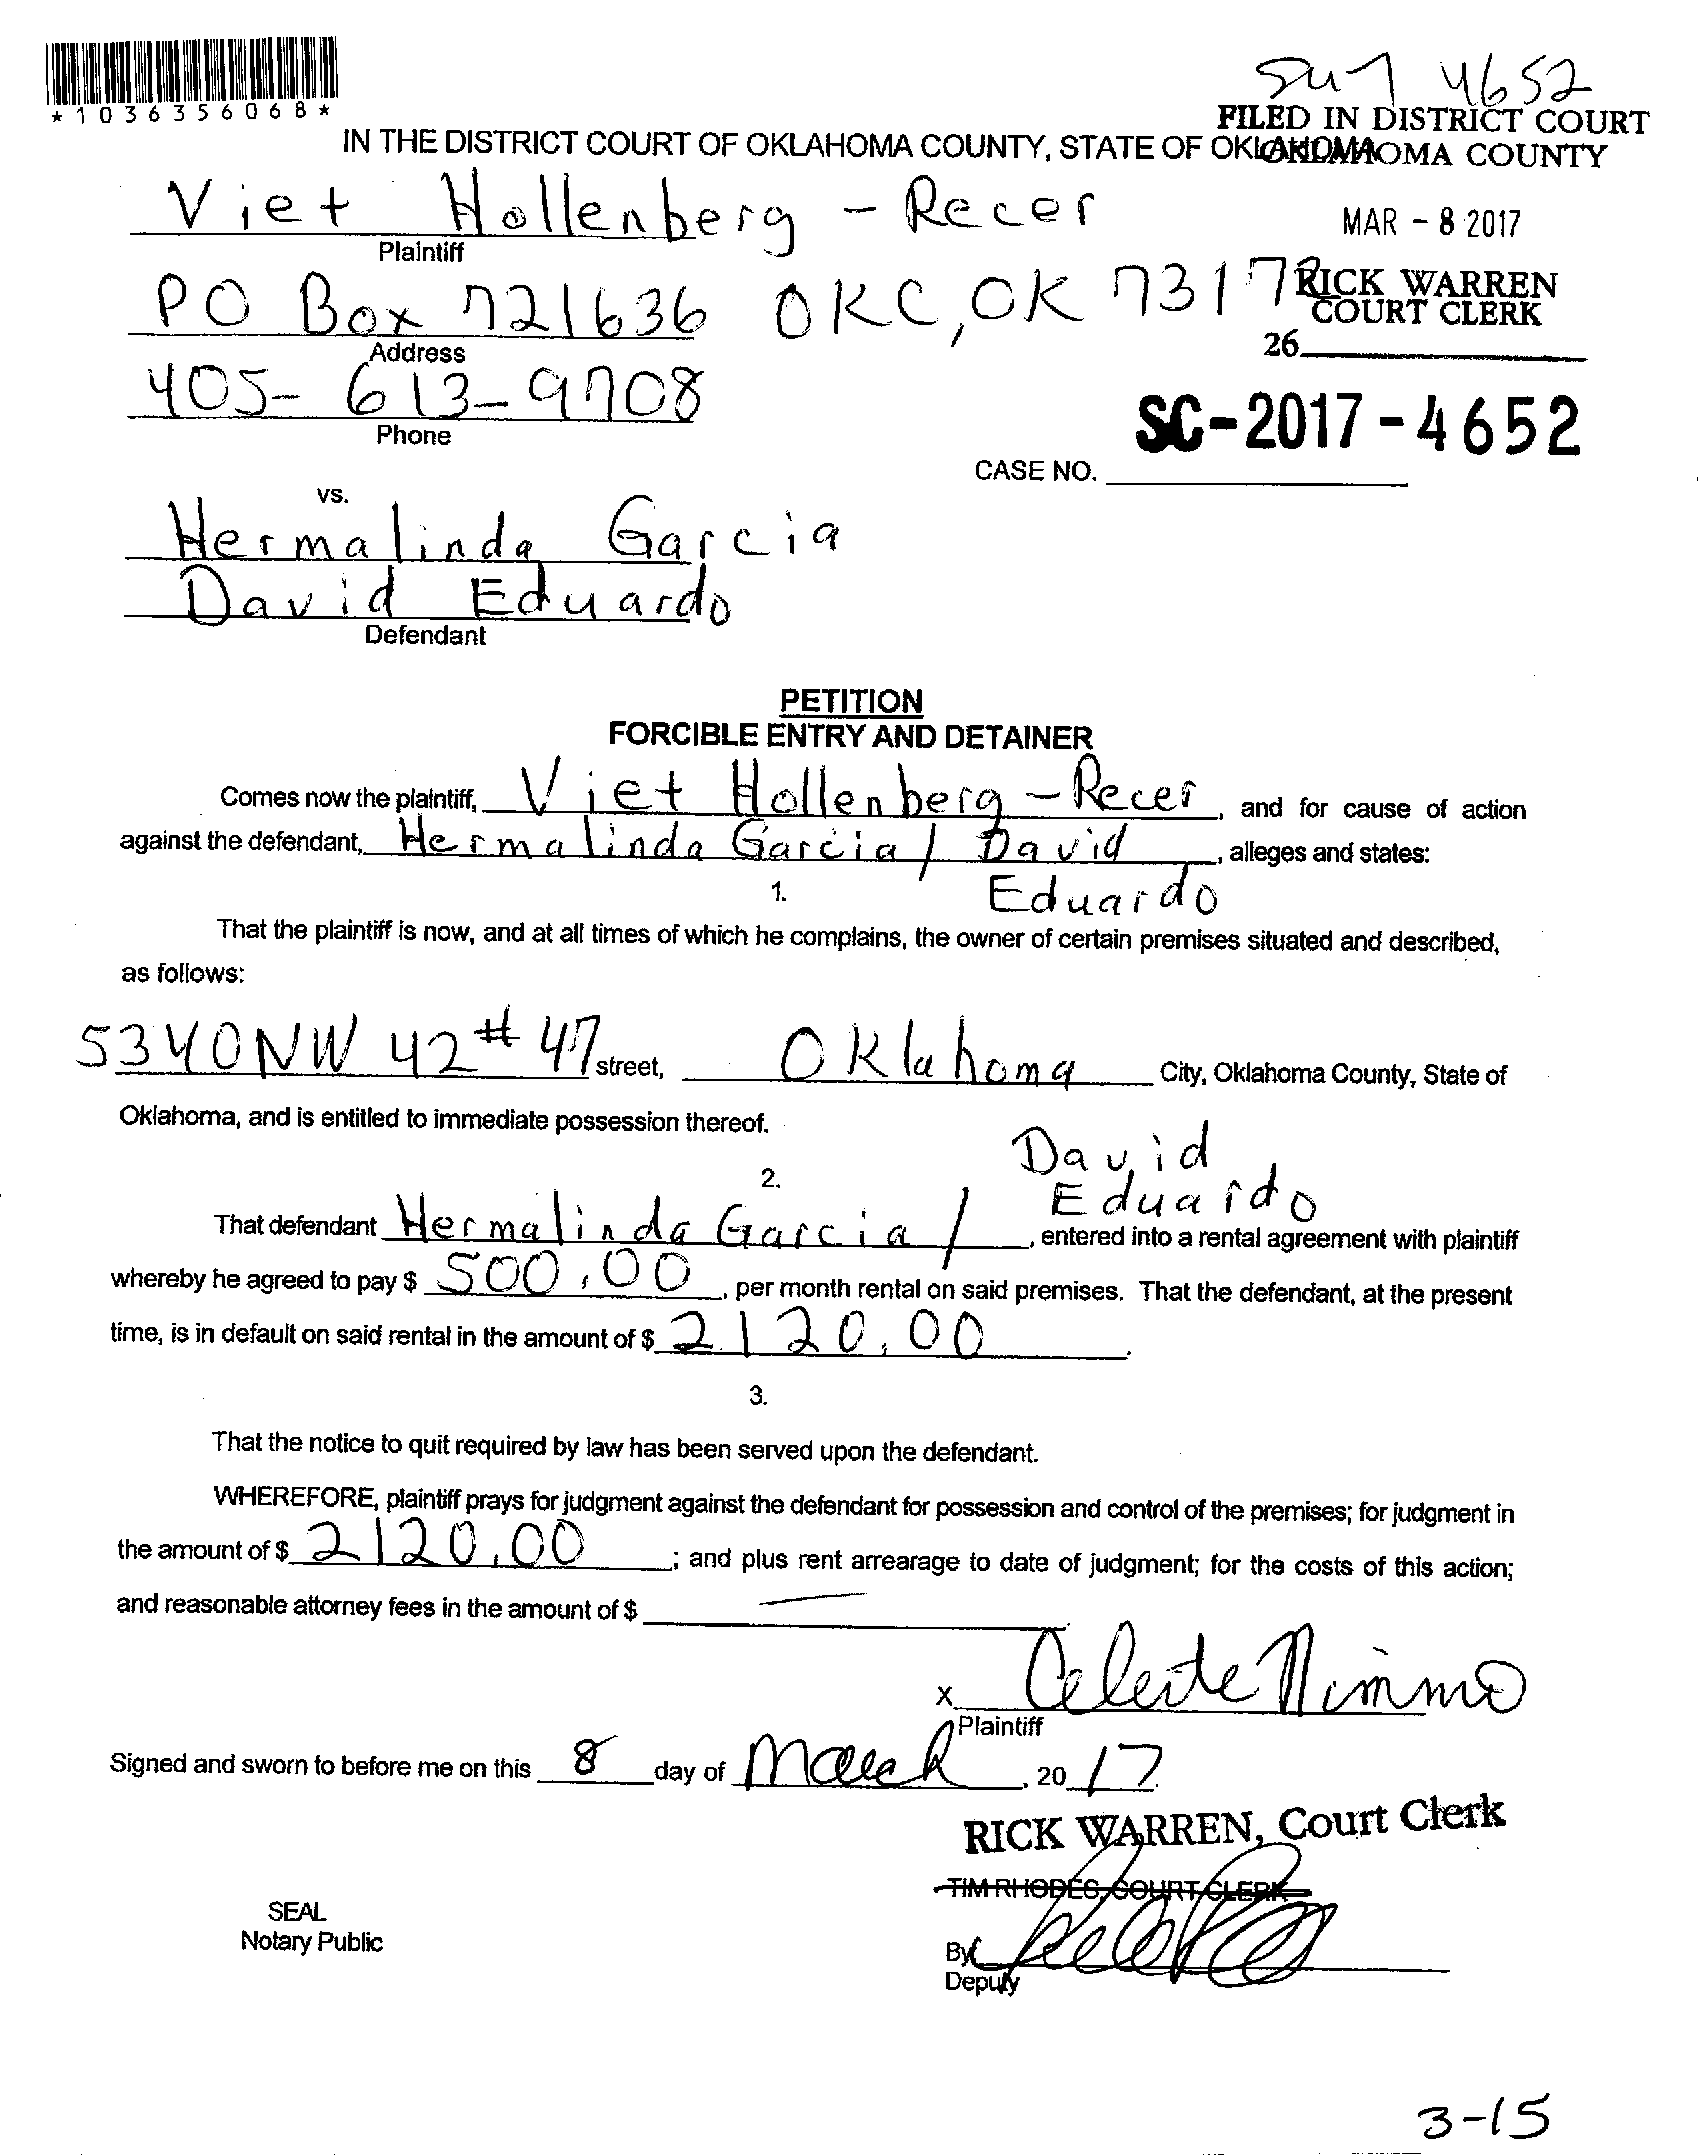 *1036356068*
4652
FILED IN DISTRICT COURT
IN THE DISTRICT COURT OF OKLAHOMA COUNTY, STATE OF OKLAHOMA
OKLAHOMA COUNTY
Viet Hollenberg - Recer
MAR - 8 2017
Plaintiff
PO Box 721636 OKC, OK 7317
RICK WARREN
COURT CLERK
Address
26
405-613-9708
Phone
SC-2017-4652
CASE NO.
vs.
Hermalinda Garcia
David Eduardo
Defendant
PETITION
FORCIBLE ENTRY AND DETAINER
Comes now the plaintiff, Viet Hollenberg - Recer, and for cause of action
against the defendant, Hermalinda Garcia / David, alleges and states:
1. Eduardo
That the plaintiff is now, and at all times of which he complains, the owner of certain premises situated and described,
as follows:
5340 NW 42 # 47 street, Oklahoma City, Oklahoma County, State of
Oklahoma, and is entitled to immediate possession thereof.
David
2. Eduardo
That defendant Hermalinda Garcia /, entered into a rental agreement with plaintiff
whereby he agreed to pay $ 500.00, per month rental on said premises. That the defendant, at the present
time, is in default on said rental in the amount of $ 2120.00.
3.
That the notice to quit required by law has been served upon the defendant.
WHEREFORE, plaintiff prays for judgment against the defendant for possession and control of the premises; for judgment in
the amount of $ 2120.00; and plus rent arrearage to date of judgment; for the costs of this action;
and reasonable attorney fees in the amount of $ —
X Celeste Nimmo
Plaintiff
Signed and sworn to before me on this 8 day of March, 2017
RICK WARREN, Court Clerk
TIM RHODES, COURT CLERK
SEAL
Notary Public
By
Deputy
3-15